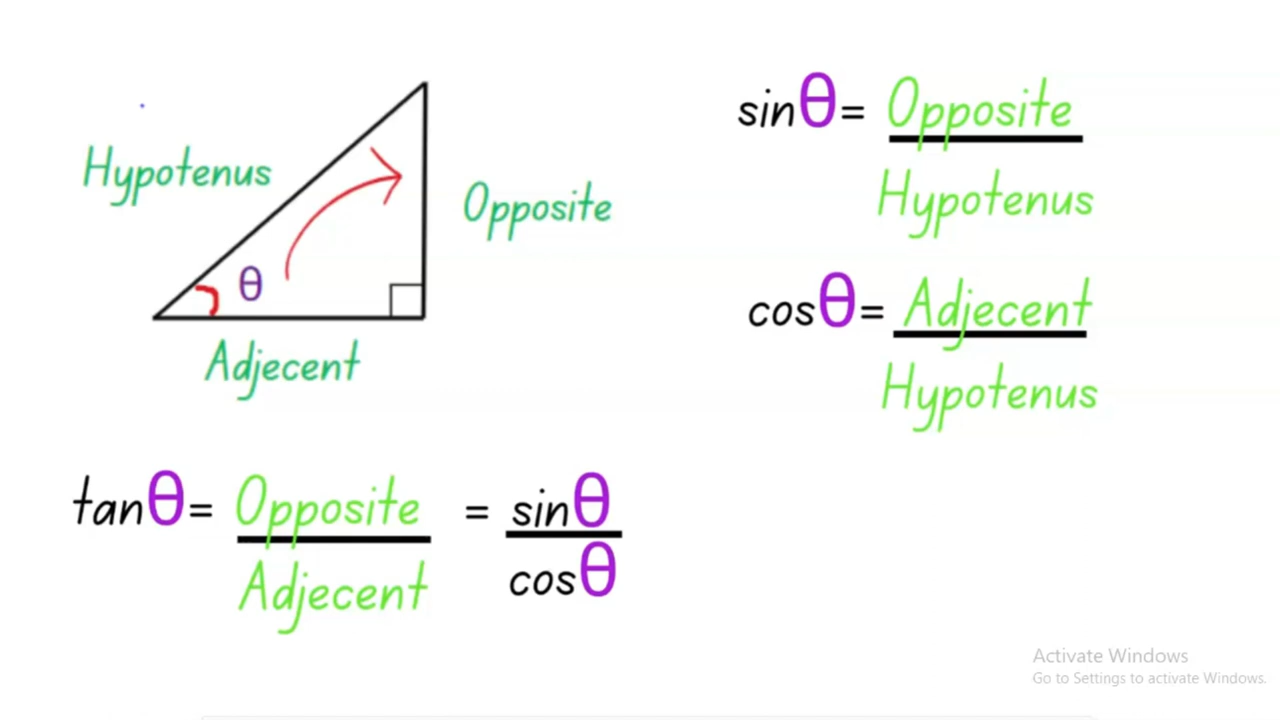 Hypotenus
Opposite
θ
Adjecent
sinθ= Opposite
Hypotenus
cosθ= Adjecent
Hypotenus
tanθ= Opposite = sinθ
Adjecent cosθ
Activate Windows
Go to Settings to activate Windows.